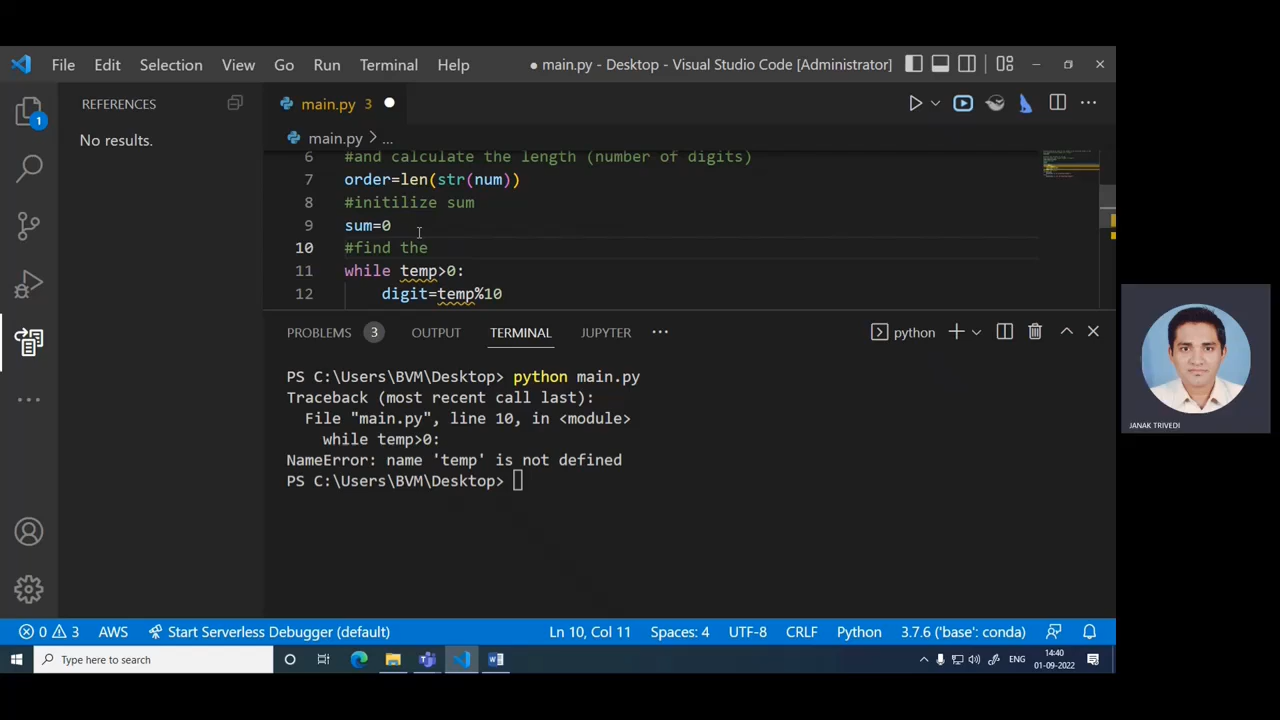 File Edit Selection View Go Run Terminal Help ● main.py - Desktop - Visual Studio Code [Administrator]
REFERENCES
No results.
main.py 3
main.py > ...
6 #and calculate the length (number of digits)
7 order=len(str(num))
8 #initilize sum
9 sum=0
10 #find the
11 while temp>0:
12 digit=temp%10
PROBLEMS 3 OUTPUT TERMINAL JUPYTER ... python
PS C:\Users\BVM\Desktop> python main.py
Traceback (most recent call last):
File "main.py", line 10, in <module>
while temp>0:
NameError: name 'temp' is not defined
PS C:\Users\BVM\Desktop>
1
JANAK TRIVEDI
0 3 AWS Start Serverless Debugger (default) Ln 10, Col 11 Spaces: 4 UTF-8 CRLF Python 3.7.6 ('base': conda)
Type here to search ENG 14:40
01-09-2022